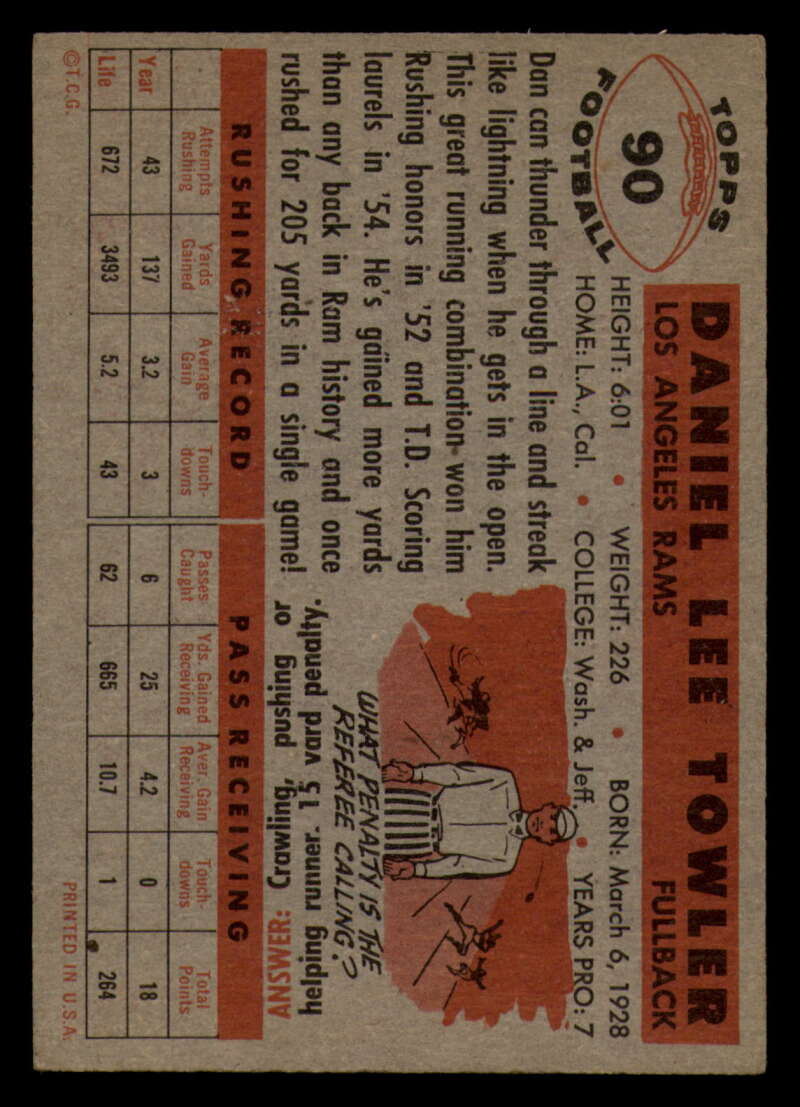 TOPPS
90
FOOTBALL
DANIEL LEE TOWLER
LOS ANGELES RAMS FULLBACK
HEIGHT: 6:01 • WEIGHT: 226 • BORN: March 6, 1928
HOME: L.A., Cal. • COLLEGE: Wash. & Jeff. • YEARS PRO: 7
Dan can thunder through a line and streak
like lightning when he gets in the open.
This great running combination won him
Rushing honors in '52 and T.D. Scoring
laurels in '54. He's gained more yards
than any back in Ram history and once
rushed for 205 yards in a single game!
WHAT PENALTY IS THE
REFEREE CALLING?
ANSWER: Crawling, pushing or
helping runner. 15 yard penalty.
RUSHING RECORD PASS RECEIVING
Attempts Rushing Yards Gained Average Gain Touch-downs Passes Caught Yds. Gained Receiving Aver. Gain Receiving Touch-downs Total Points
Year 43 137 3.2 3 6 25 4.2 0 18
Life 672 3493 5.2 43 62 665 10.7 1 264
©T.C.G. PRINTED IN U.S.A.